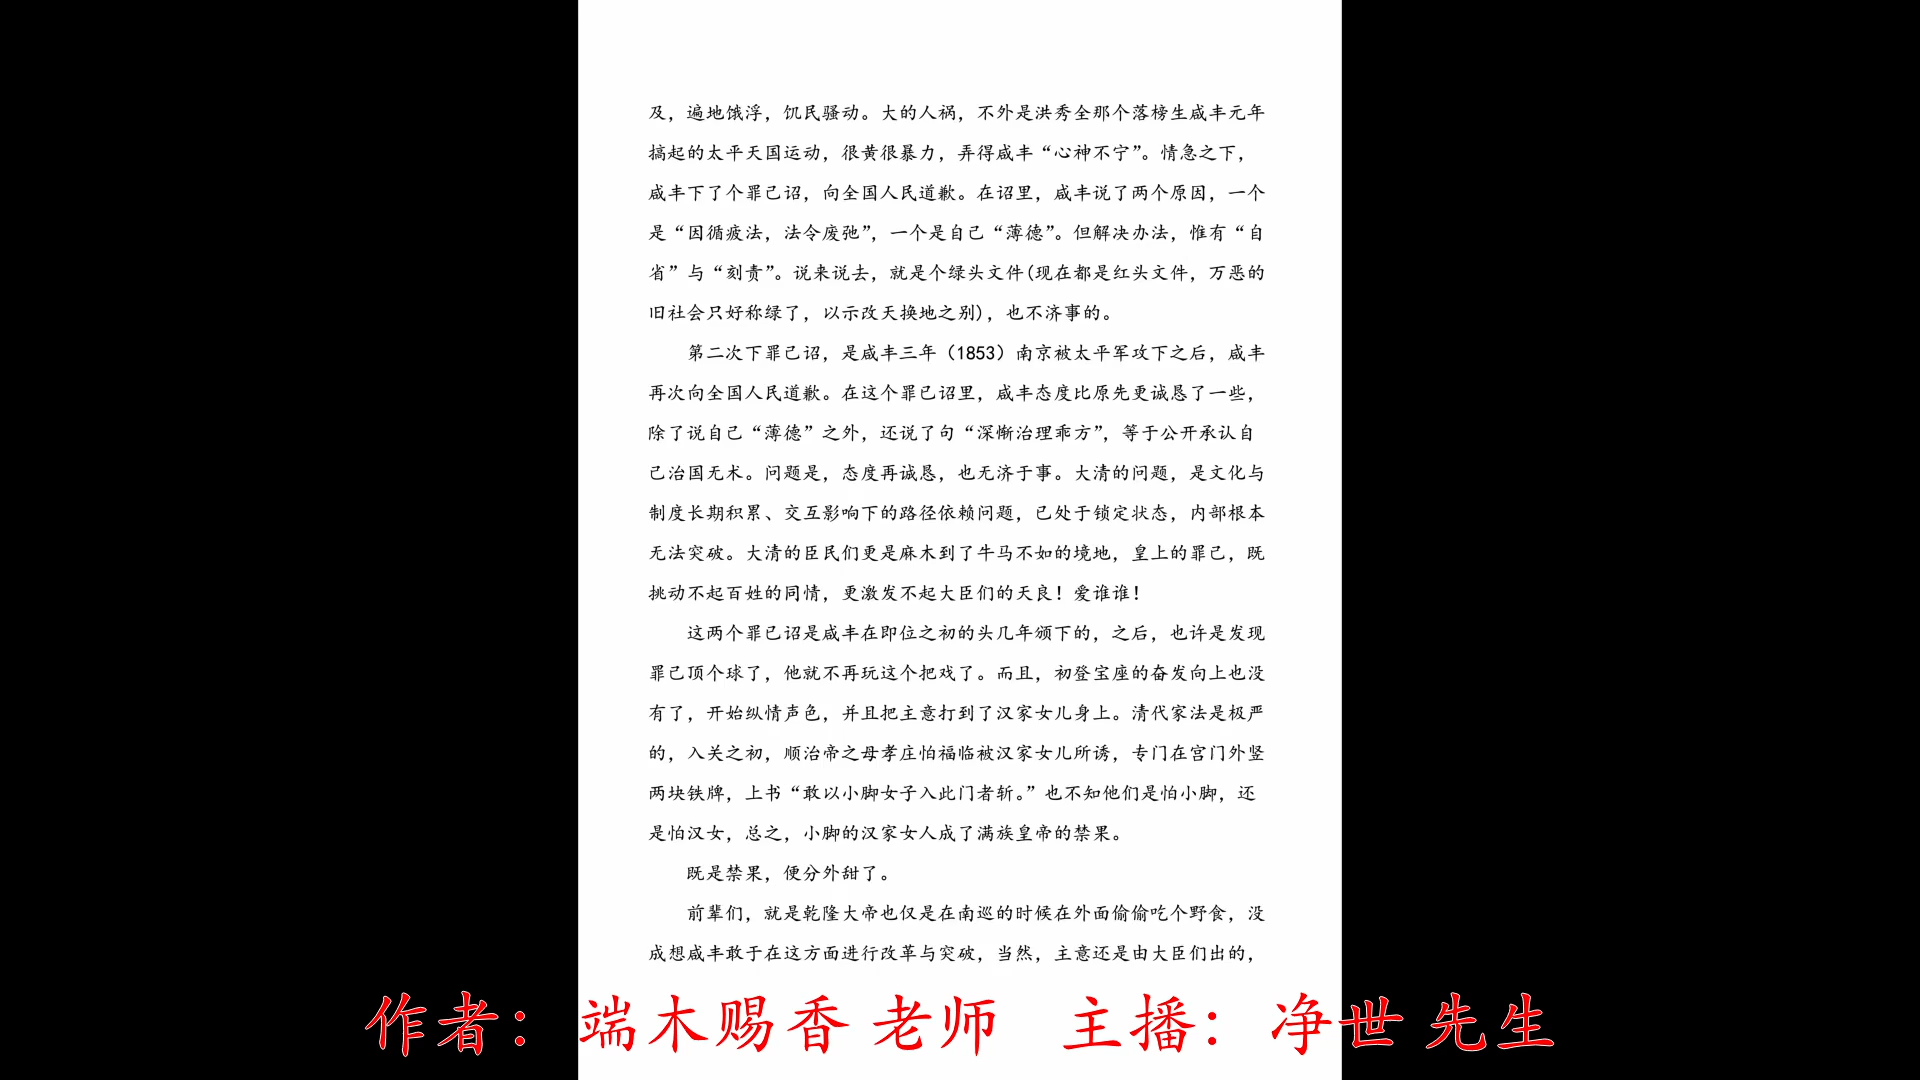 及，遍地饿浮，饥民骚动。大的人祸，不外是洪秀全那个落榜生咸丰元年
搞起的太平天国运动，很黄很暴力，弄得咸丰“心神不宁”。情急之下，
咸丰下了个罪己诏，向全国人民道歉。在诏里，咸丰说了两个原因，一个
是“因循疲法，法令废弛”，一个是自己“薄德”。但解决办法，惟有“自
省”与“刻责”。说来说去，就是个绿头文件(现在都是红头文件，万恶的
旧社会只好称绿了，以示改天换地之别)，也不济事的。
第二次下罪己诏，是咸丰三年（1853）南京被太平军攻下之后，咸丰
再次向全国人民道歉。在这个罪己诏里，咸丰态度比原先更诚恳了一些，
除了说自己“薄德”之外，还说了句“深惭治理乖方”，等于公开承认自
己治国无术。问题是，态度再诚恳，也无济于事。大清的问题，是文化与
制度长期积累、交互影响下的路径依赖问题，已处于锁定状态，内部根本
无法突破。大清的臣民们更是麻木到了牛马不如的境地，皇上的罪己，既
挑动不起百姓的同情，更激发不起大臣们的天良！爱谁谁！
这两个罪己诏是咸丰在即位之初的头几年颁下的，之后，也许是发现
罪己顶个球了，他就不再玩这个把戏了。而且，初登宝座的奋发向上也没
有了，开始纵情声色，并且把主意打到了汉家女儿身上。清代家法是极严
的，入关之初，顺治帝之母孝庄怕福临被汉家女儿所诱，专门在宫门外竖
两块铁牌，上书“敢以小脚女子入此门者斩。”也不知他们是怕小脚，还
是怕汉女，总之，小脚的汉家女人成了满族皇帝的禁果。
既是禁果，便分外甜了。
前辈们，就是乾隆大帝也仅是在南巡的时候在外面偷偷吃个野食，没
成想咸丰敢于在这方面进行改革与突破，当然，主意还是由大臣们出的，
作者：端木赐香老师 主播：净世先生